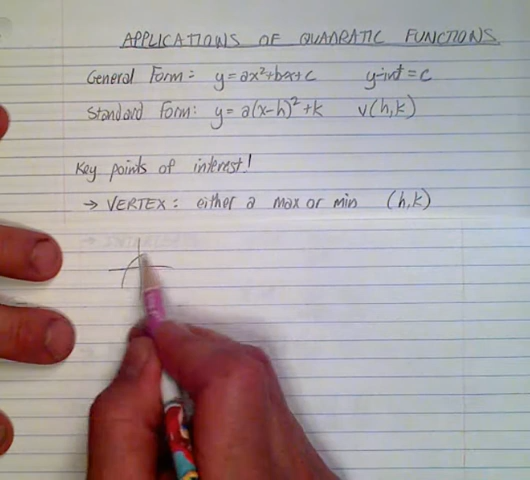 APPLICATIONS OF QUADRATIC FUNCTIONS
General Form: y=ax²+bx+c y-int=c
Standard Form: y=a(x-h)²+k V(h,k)
Key points of interest!
→ VERTEX: either a max or min (h,k)